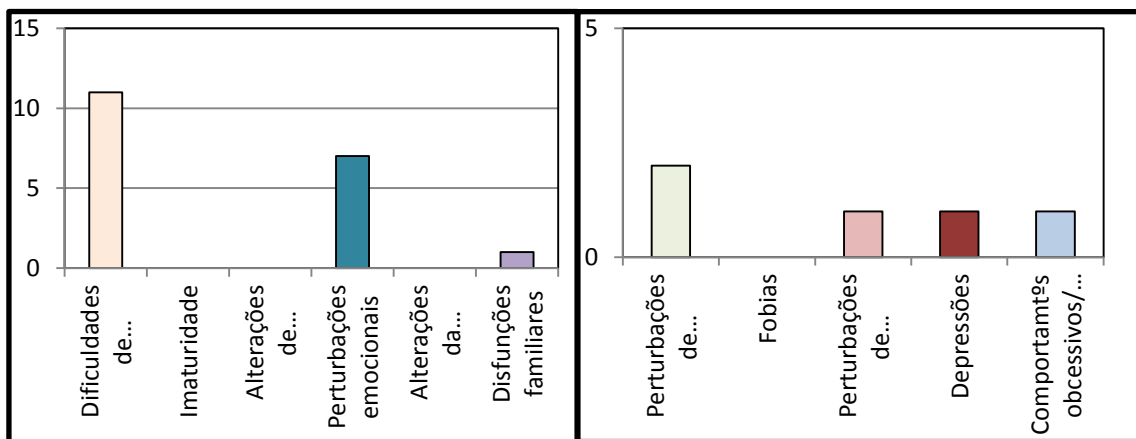 15
10
5
0
Dificuldades
de...
Imaturidade
Alterações
de...
Perturbações
emocionais
Alterações
da...
Disfunções
familiares
5
0
Perturbações
de...
Fobias
Perturbações
de...
Depressões
Comportamtºs
obcessivos/...